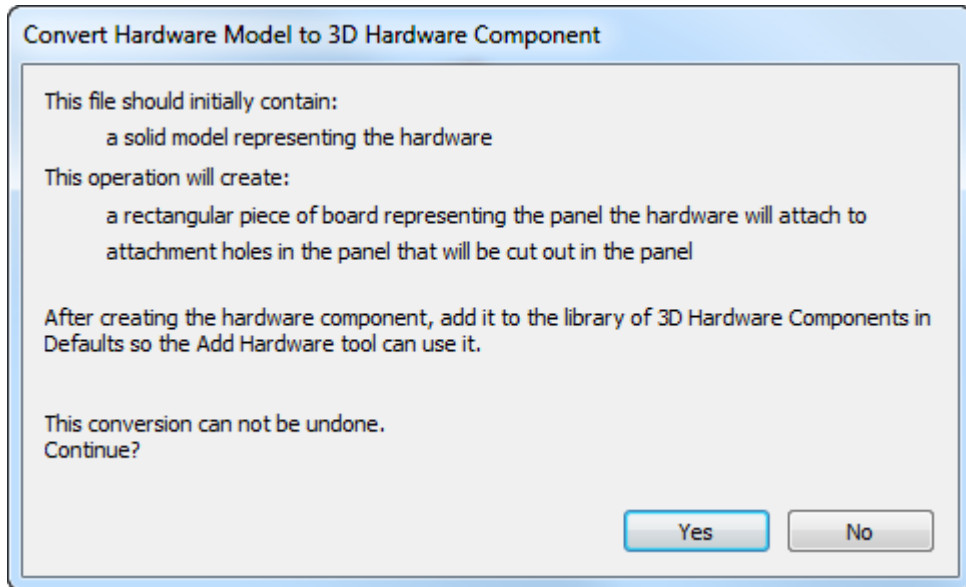 Convert Hardware Model to 3D Hardware Component
This file should initially contain:
a solid model representing the hardware
This operation will create:
a rectangular piece of board representing the panel the hardware will attach to
attachment holes in the panel that will be cut out in the panel
After creating the hardware component, add it to the library of 3D Hardware Components in
Defaults so the Add Hardware tool can use it.
This conversion can not be undone.
Continue?
Yes No